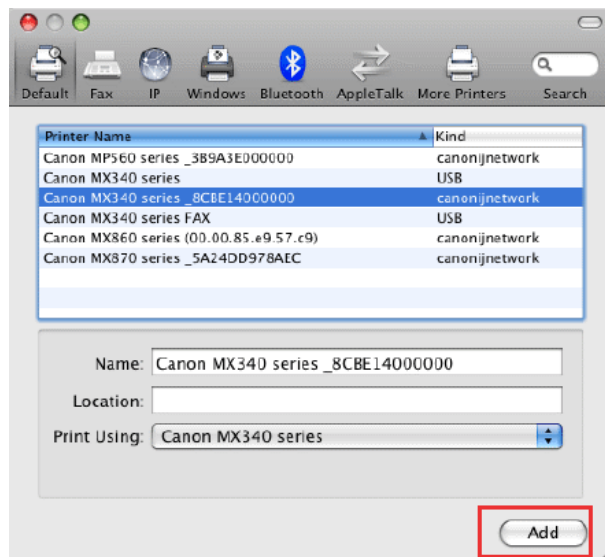 Default Fax IP Windows Bluetooth AppleTalk More Printers Search
Printer Name Kind
Canon MP560 series _3B9A3E000000 canonijnetwork
Canon MX340 series USB
Canon MX340 series _8CBE14000000 canonijnetwork
Canon MX340 series FAX USB
Canon MX860 series (00.00.85.e9.57.c9) canonijnetwork
Canon MX870 series _5A24DD978AEC canonijnetwork
Name: Canon MX340 series _8CBE14000000
Location:
Print Using: Canon MX340 series
Add